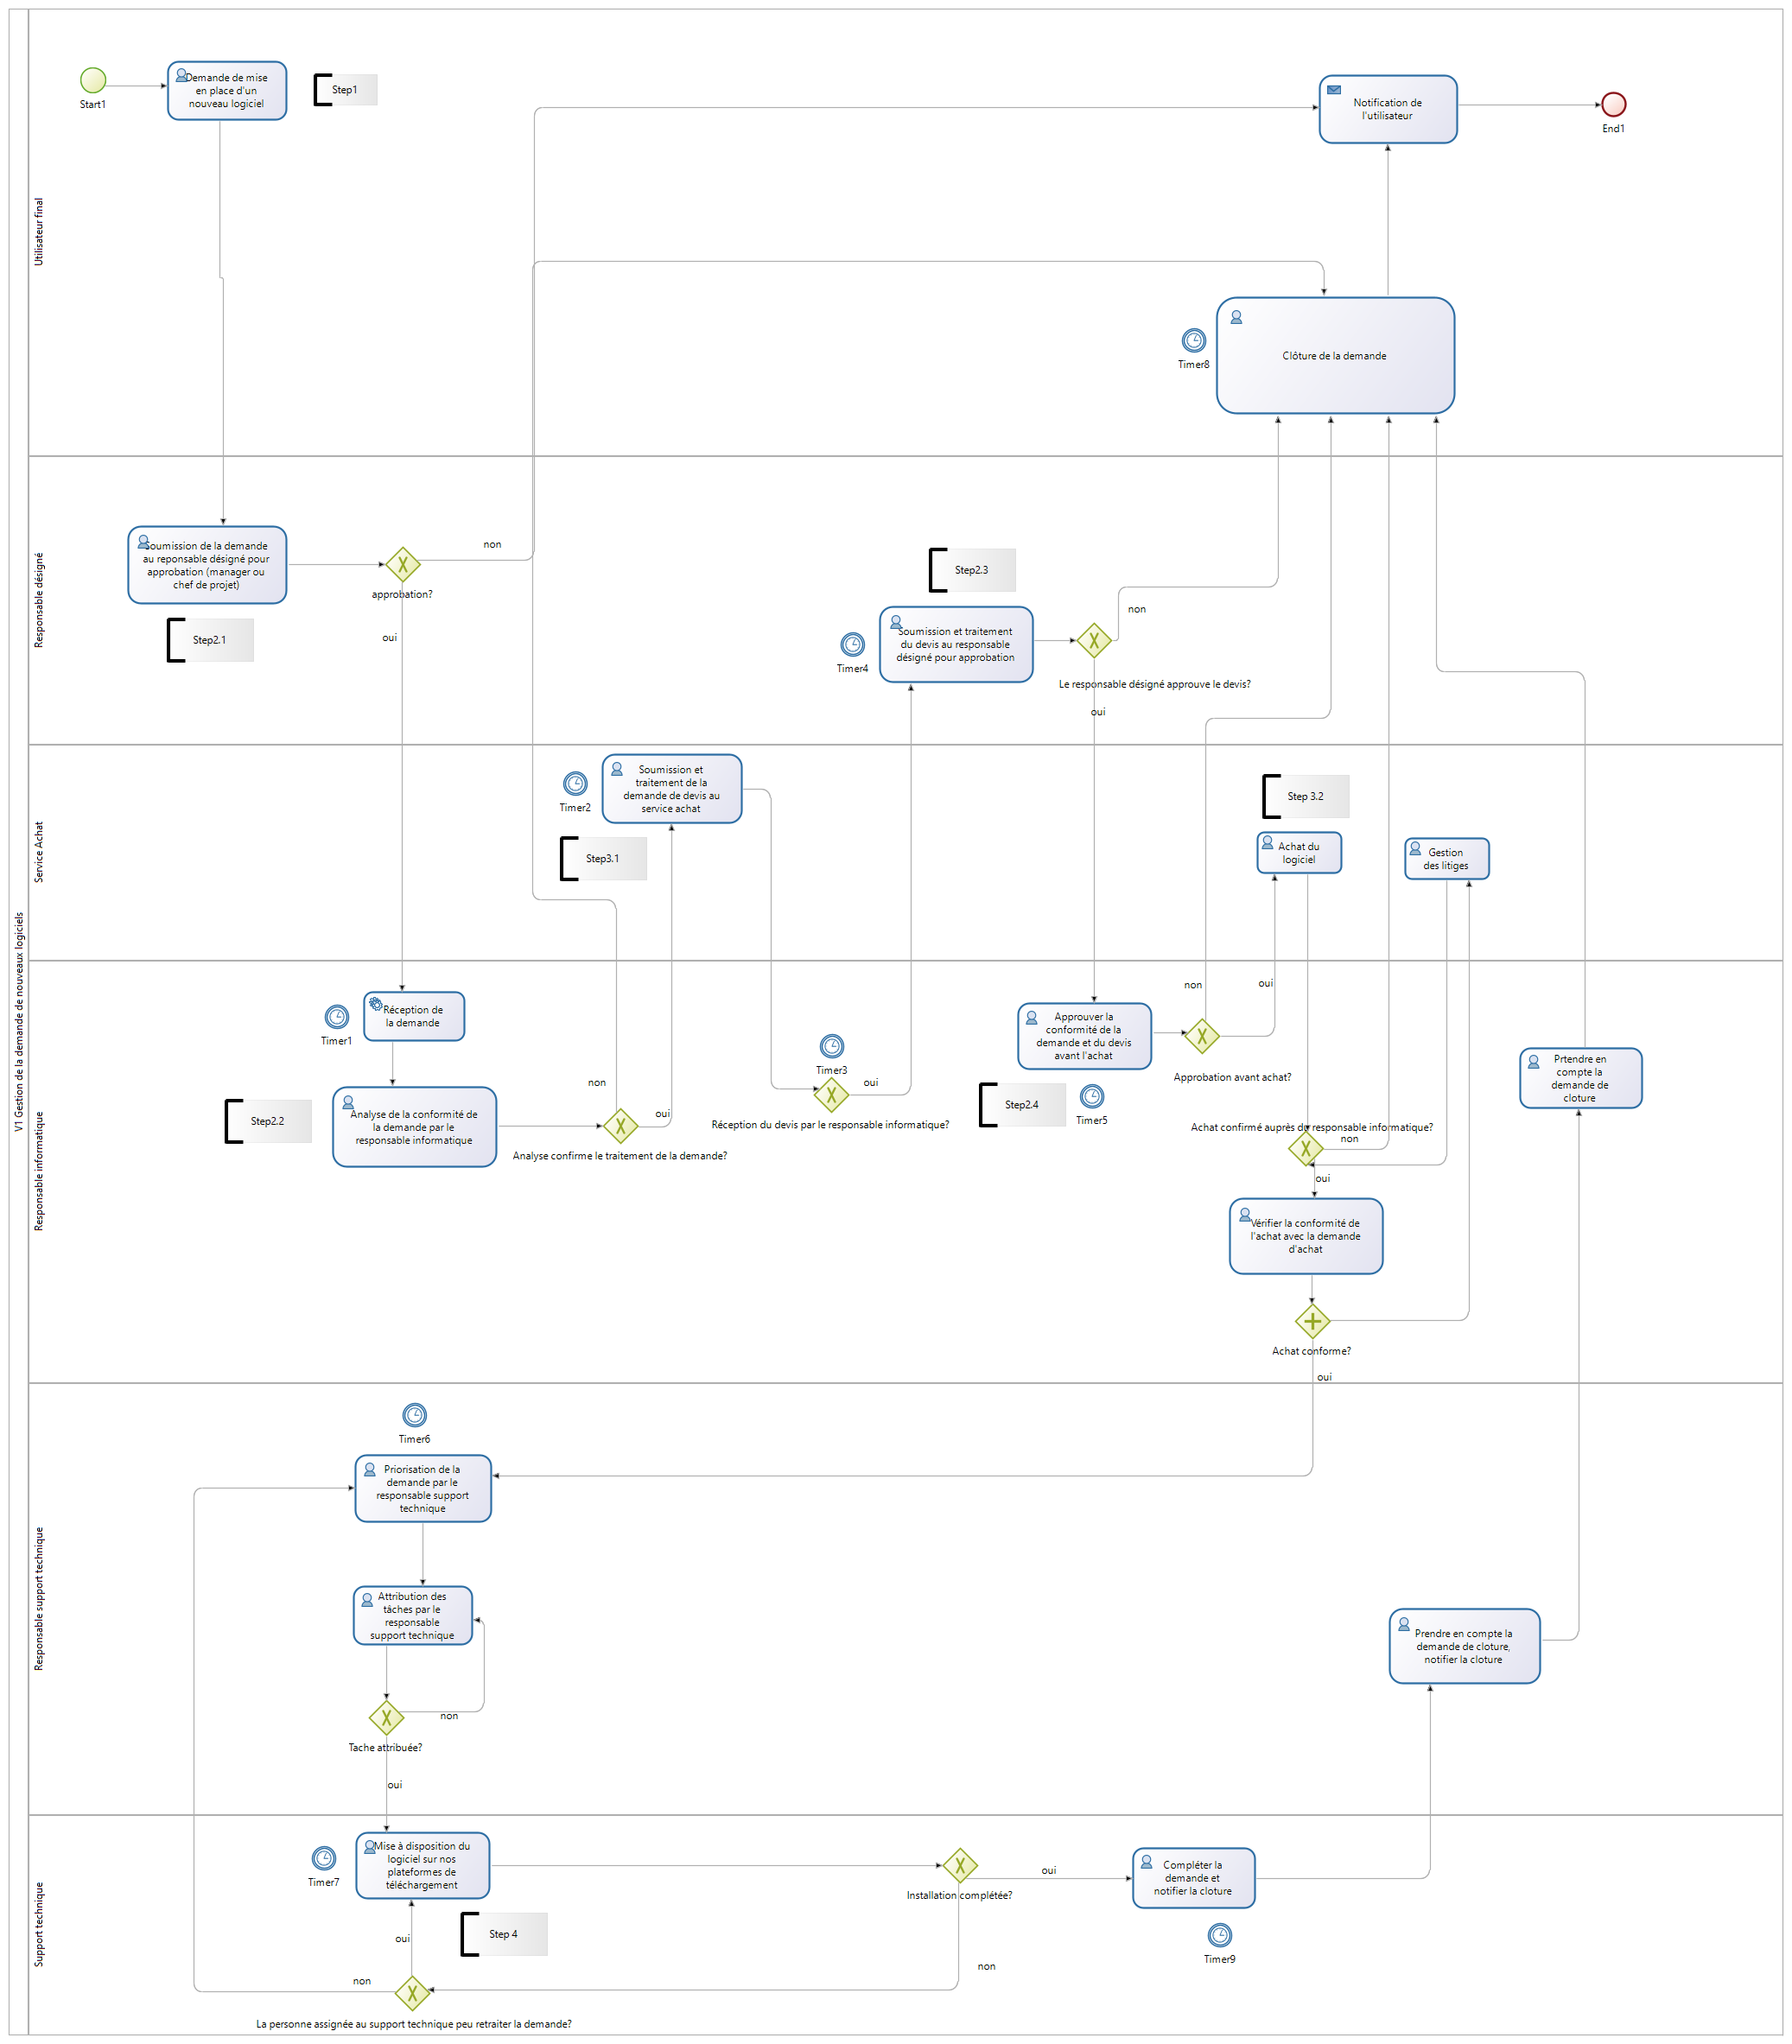 V1 Gestion de la demande de nouveaux logiciels
Utilisateur final
Start1
Demande de mise
en place d'un
nouveau logiciel
Step1
Notification de
l'utilisateur
End1
Clôture de la demande
Timer8
Responsable désigné
Soumission de la demande
au reponsable désigné pour
approbation (manager ou
chef de projet)
Step2.1
approbation?
non
oui
Step2.3
Timer4
Soumission et traitement
du devis au responsable
désigné pour approbation
non
Le responsable désigné approuve le devis?
oui
Service Achat
Timer2
Soumission et
traitement de la
demande de devis au
service achat
Step3.1
Step 3.2
Achat du
logiciel
Gestion
des litiges
Responsable informatique
Timer1
Réception de
la demande
Step2.2
Analyse de la conformité de
la demande par le
responsable informatique
non
oui
Analyse confirme le traitement de la demande?
Timer3
oui
Réception du devis par le responsable informatique?
Approuver la
conformité de la
demande et du devis
avant l'achat
Step2.4
Timer5
non
oui
Approbation avant achat?
Achat confirmé auprès du responsable informatique?
non
oui
Vérifier la conformité de
l'achat avec la demande
d'achat
Achat conforme?
oui
Prtendre en
compte la
demande de
cloture
Responsable support technique
Timer6
Priorisation de la
demande par le
responsable support
technique
Attribution des
tâches par le
responsable
support technique
non
Tache attribuée?
oui
Prendre en compte la
demande de cloture,
notifier la cloture
Support technique
Timer7
Mise à disposition du
logiciel sur nos
plateformes de
téléchargement
Step 4
oui
non
La personne assignée au support technique peu retraiter la demande?
Installation complétée?
oui
non
Compléter la
demande et
notifier la cloture
Timer9